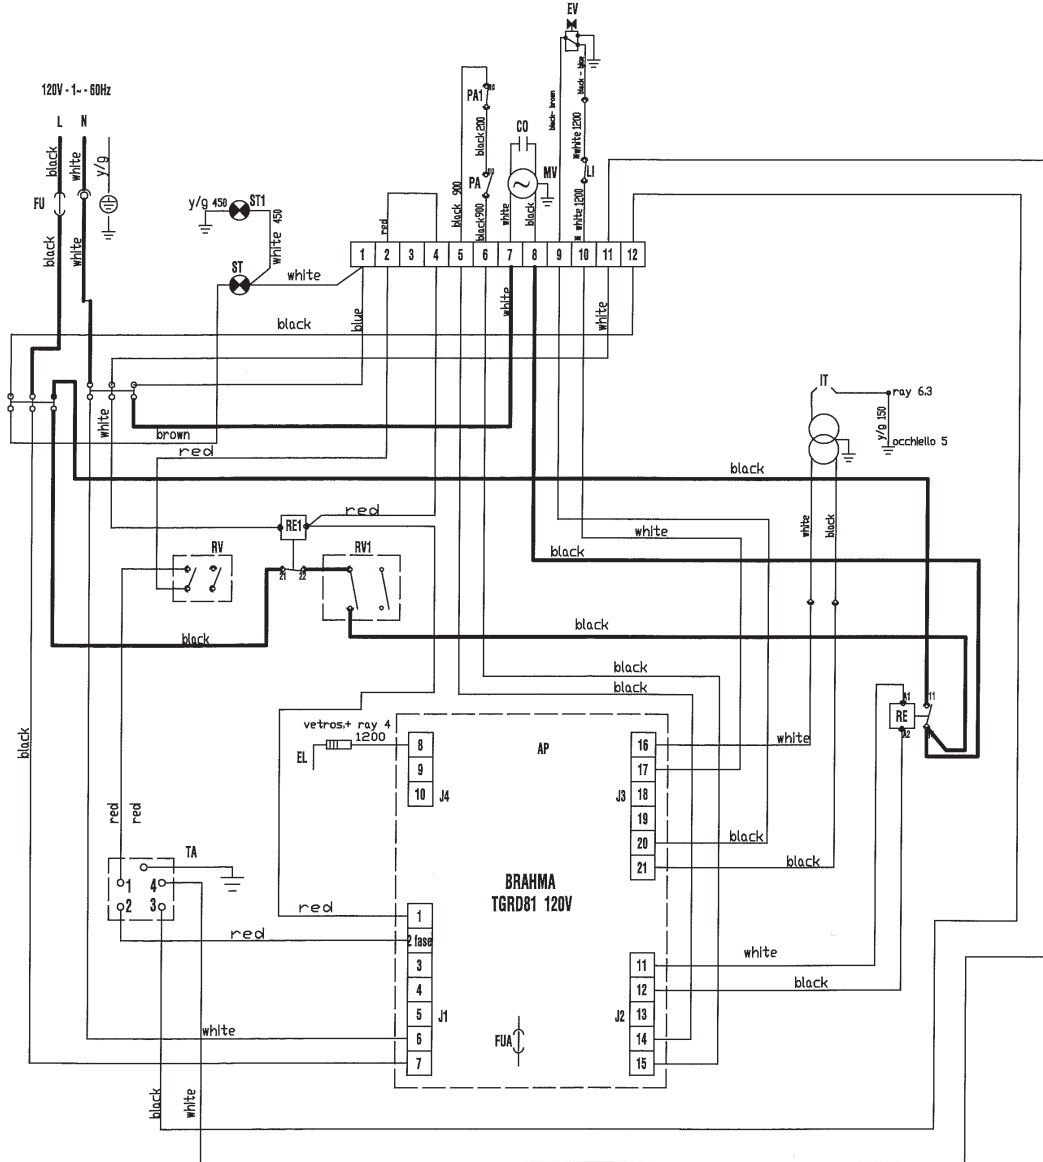 EV
120V - 1~ - 60Hz
L N
black
white
y/g
FU
black
white
y/g 450
ST1
white 450
ST
white
PA1
NC
black 200
PA
black 900
black 900
CO
MV
white
black
black- brown
black - blue
*white 1200
LI
* white 1200
red
1 2 3 4 5 6 7 8 9 10 11 12
black
blue
white
white
white
brown
red
red
RE1
21 22
RV
RV1
black
black
white
black
black
IT
ray 6.3
y/g 150
occhiello 5
white
black
black
black
A1
11
RE
A2
white
vetros.+ ray 4
1200
EL
8
9
10
J4
AP
16
17
18
19
20
21
J3
black
black
BRAHMA
TGRD81 120V
black
red
red
TA
1 4
2 3
red
red
1
2 fase
3
4
5
6
7
J1
white
FUA
11
12
13
14
15
J2
white
black
black
white